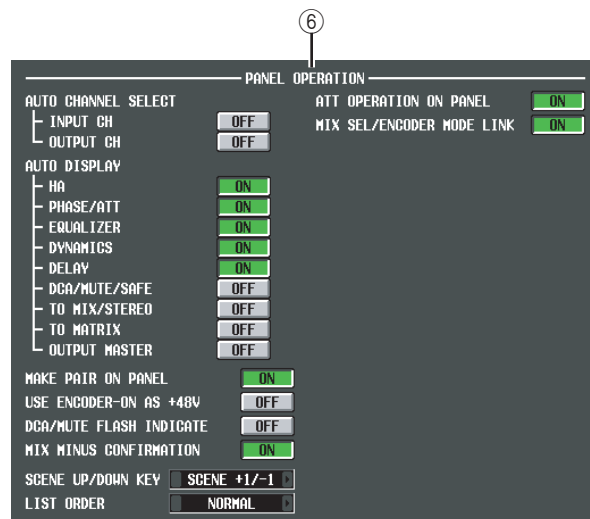 ⑥
PANEL OPERATION
AUTO CHANNEL SELECT
INPUT CH OFF
OUTPUT CH OFF
AUTO DISPLAY
HA ON
PHASE/ATT ON
EQUALIZER ON
DYNAMICS ON
DELAY ON
DCA/MUTE/SAFE OFF
TO MIX/STEREO OFF
TO MATRIX OFF
OUTPUT MASTER OFF
MAKE PAIR ON PANEL ON
USE ENCODER-ON AS +48V OFF
DCA/MUTE FLASH INDICATE OFF
MIX MINUS CONFIRMATION ON
SCENE UP/DOWN KEY SCENE +1/-1
LIST ORDER NORMAL
ATT OPERATION ON PANEL ON
MIX SEL/ENCODER MODE LINK ON